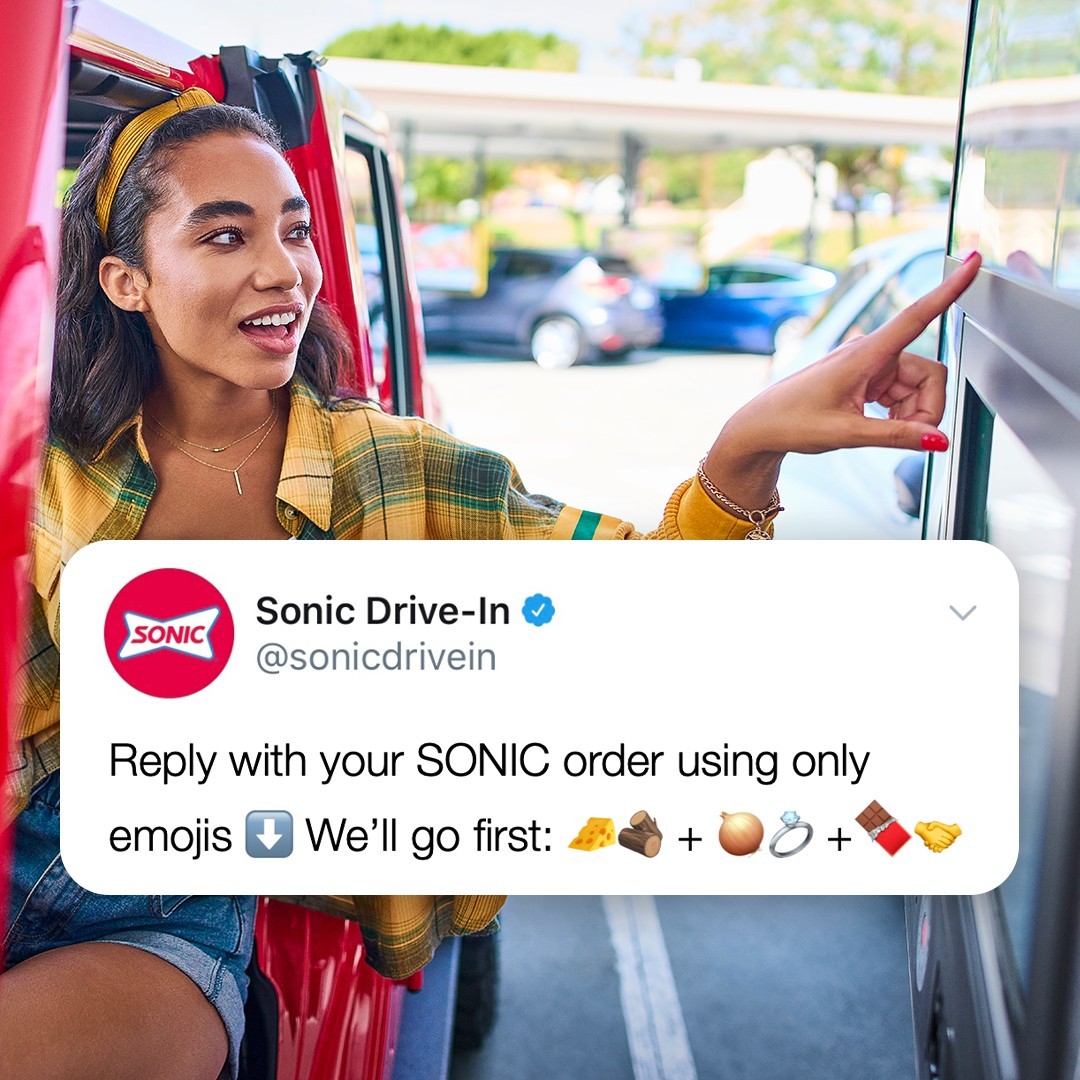 SONIC
Sonic Drive-In
@sonicdrivein
Reply with your SONIC order using only
emojis ⬇️ We’ll go first: 🧀🪵 + 🧅💍 +🍫🤝